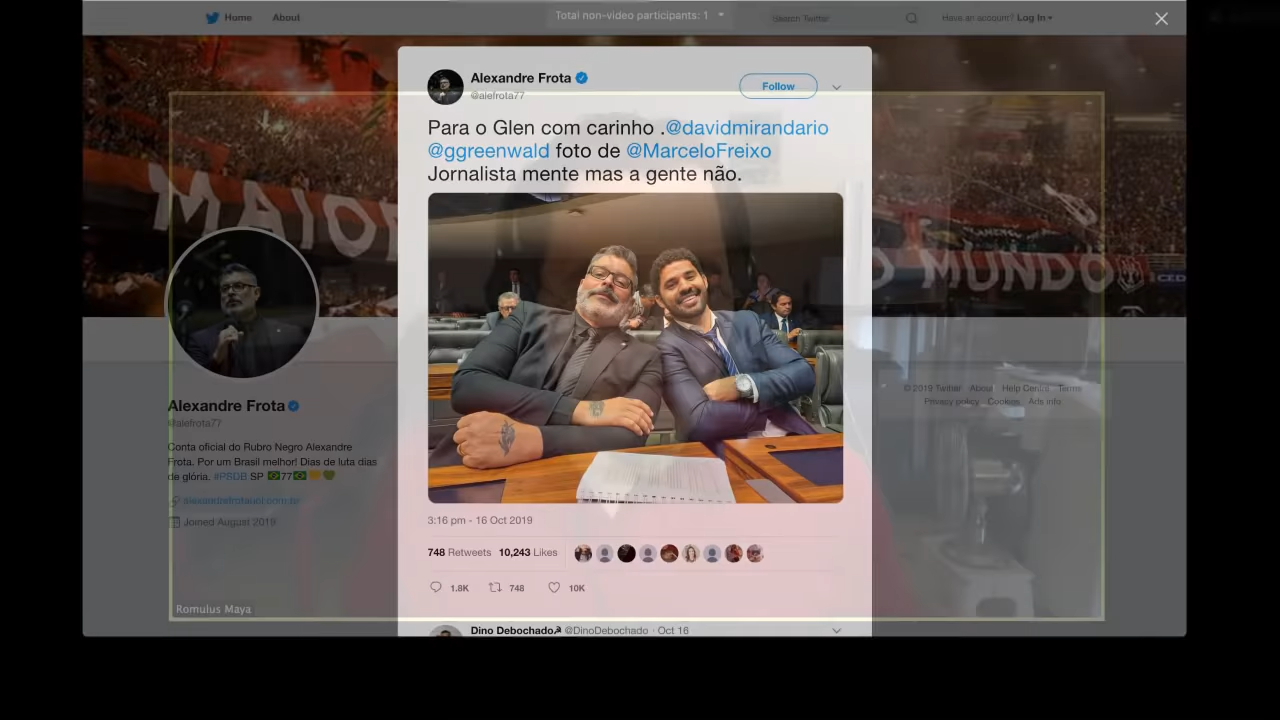 Home About
Total non-video participants: 1
Search Twitter
Have an account? Log In
Alexandre Frota
@alefrota77
Follow
Para o Glen com carinho .@davidmirandario
@ggreenwald foto de @MarceloFreixo
Jornalista mente mas a gente não.
MAIO
DO MUNDO
Alexandre Frota
@alefrota77
Conta oficial do Rubro Negro Alexandre
Frota. Por um Brasil melhor! Dias de luta dias
de glória. #PSDB SP 🇧🇷77🇧🇷💛💚
Joined August 2019
© 2019 Twitter About Help Centre Terms
Privacy policy Cookies Ads info
3:16 pm - 16 Oct 2019
748 Retweets 10,243 Likes
1.8K 748 10K
Romulus Maya
Dino Debochado☭ @DinoDebochado · Oct 16